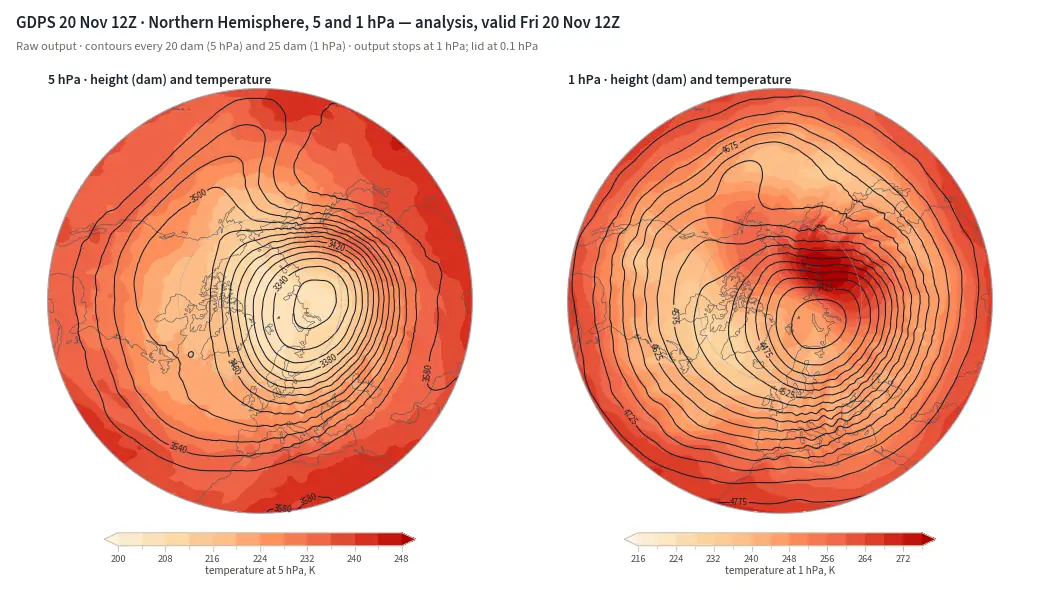 GDPS 20 Nov 12Z · Northern Hemisphere, 5 and 1 hPa — analysis, valid Fri 20 Nov 12Z
Raw output · contours every 20 dam (5 hPa) and 25 dam (1 hPa) · output stops at 1 hPa; lid at 0.1 hPa
5 hPa · height (dam) and temperature
3500
3420
3340
3380
3460
3580
3540
3580
3580
200 208 216 224 232 240 248
temperature at 5 hPa, K
1 hPa · height (dam) and temperature
4675
4575
4625
4475
4525
4725
4775
216 224 232 240 248 256 264 272
temperature at 1 hPa, K